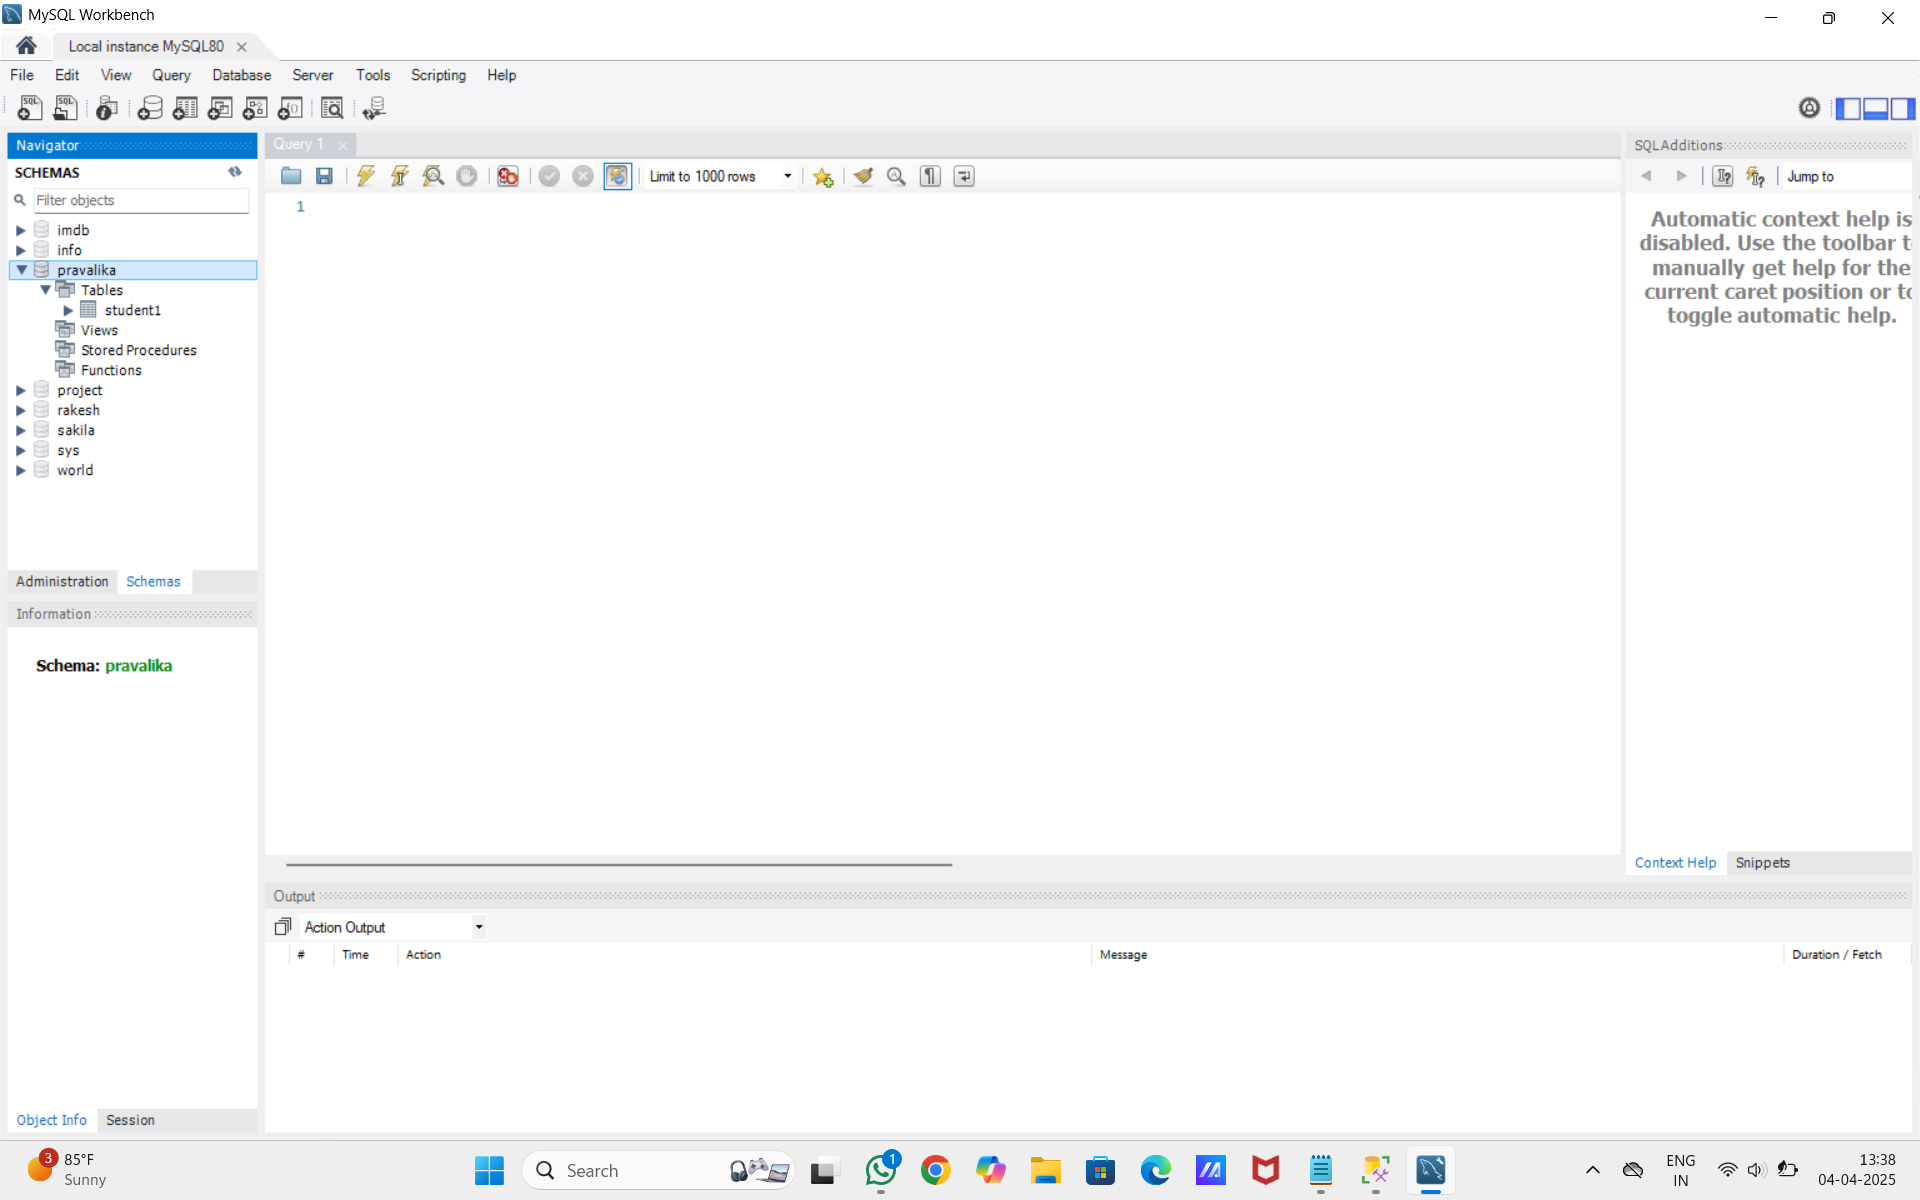 MySQL Workbench
Local instance MySQL80
File Edit View Query Database Server Tools Scripting Help
Navigator
SCHEMAS
Filter objects
imdb
info
pravalika
Tables
student1
Views
Stored Procedures
Functions
project
rakesh
sakila
sys
world
Administration Schemas
Information
Schema: pravalika
Object Info Session
Query 1
Limit to 1000 rows
1
SQLAdditions
Jump to
Automatic context help is
disabled. Use the toolbar t
manually get help for the
current caret position or to
toggle automatic help.
Context Help Snippets
Output
Action Output
# Time Action Message Duration / Fetch
3
85°F
Sunny
Search
1
ENG
IN
13:38
04-04-2025